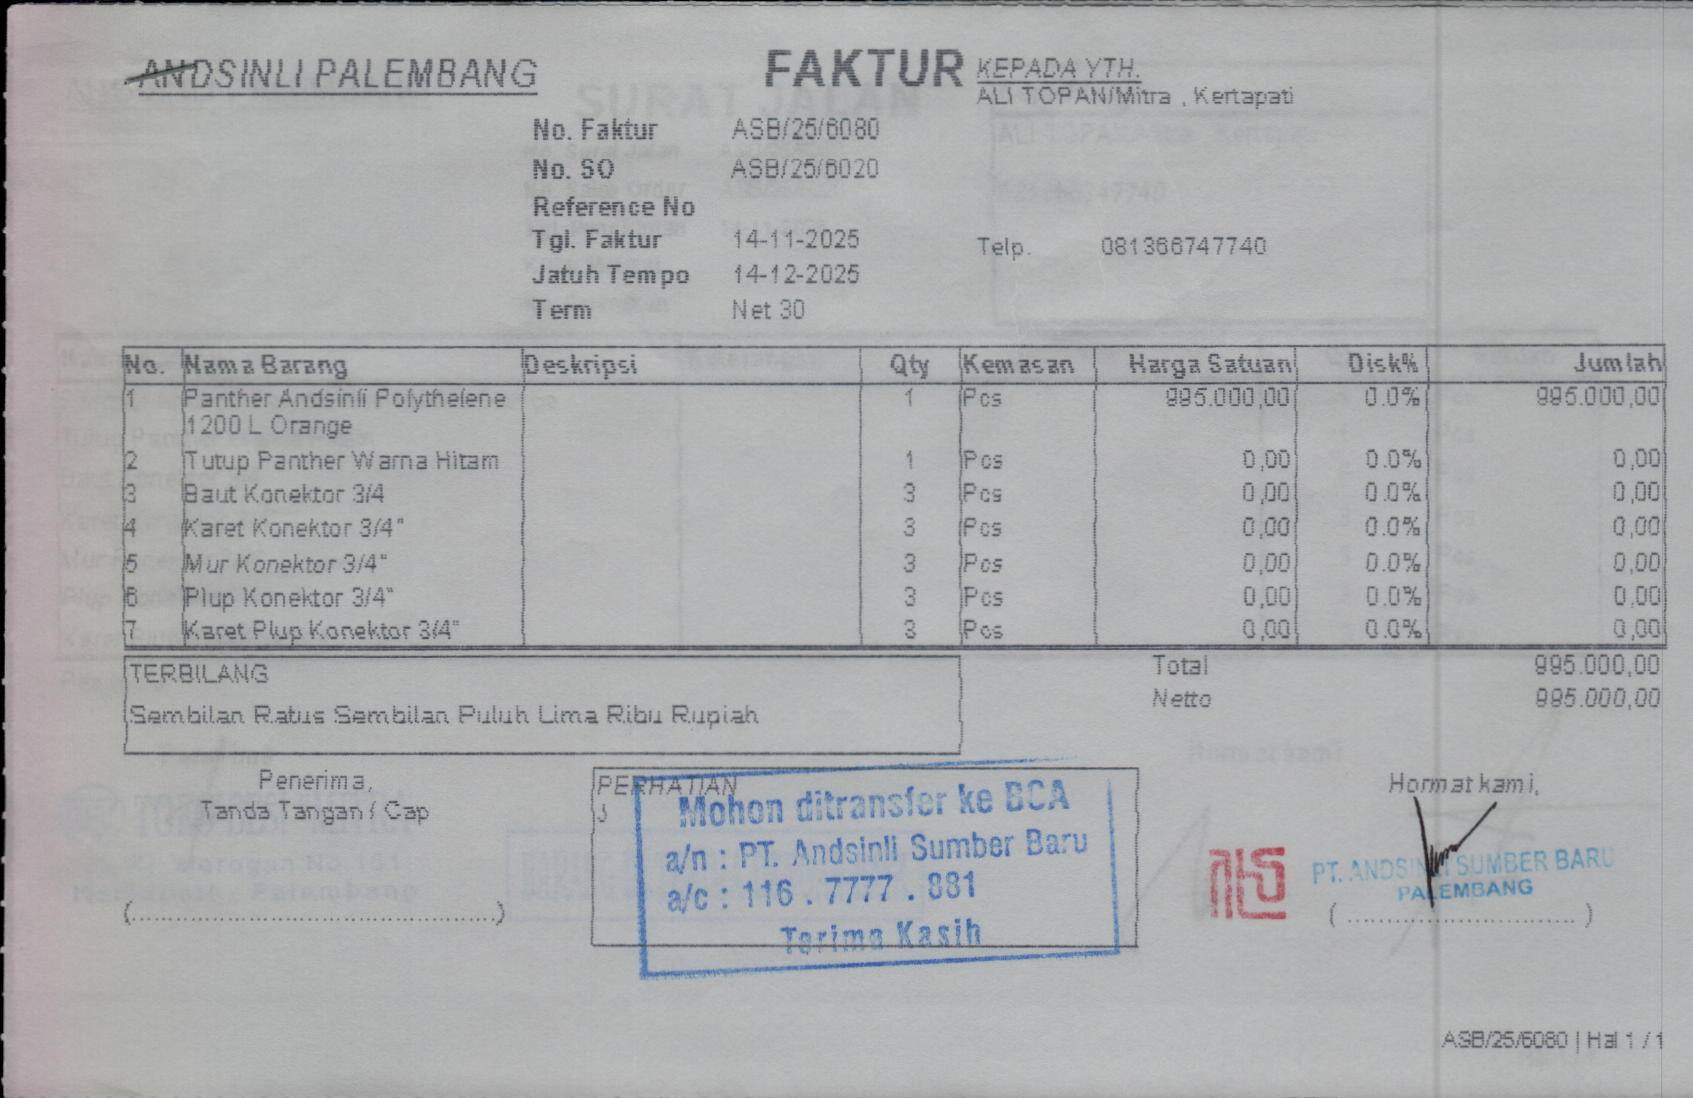 ANDSINLI PALEMBANG
FAKTUR
KEPADA YTH.
ALI TOPAN/Mitra , Kertapati
No. Faktur ASB/25/6080
No. SO ASB/25/6020
Reference No
Tgl. Faktur 14-11-2025
Jatuh Tempo 14-12-2025
Term Net 30
Telp. 081366747740
No. Nama Barang Deskripsi Qty Kemasan Harga Satuan Disk% Jumlah
1 Panther Andsinli Polythelene 1 Pcs 995.000,00 0.0% 995.000,00
1200 L Orange
2 Tutup Panther Warna Hitam 1 Pcs 0,00 0.0% 0,00
3 Baut Konektor 3/4 3 Pcs 0,00 0.0% 0,00
4 Karet Konektor 3/4" 3 Pcs 0,00 0.0% 0,00
5 Mur Konektor 3/4" 3 Pcs 0,00 0.0% 0,00
6 Plup Konektor 3/4" 3 Pcs 0,00 0.0% 0,00
7 Karet Plup Konektor 3/4" 3 Pcs 0,00 0.0% 0,00
TERBILANG
Sembilan Ratus Sembilan Puluh Lima Ribu Rupiah
Total 995.000,00
Netto 995.000,00
Penerima,
Tanda Tangan / Cap
(......................................)
PERHATIAN
Mohon ditransfer ke BCA
a/n : PT. Andsinli Sumber Baru
a/c : 116 . 7777 . 881
Terima Kasih
Hormat kami,
PT. ANDSINLI SUMBER BARU
PALEMBANG
( .......................... )
ASB/25/6080 | Hal 1 / 1